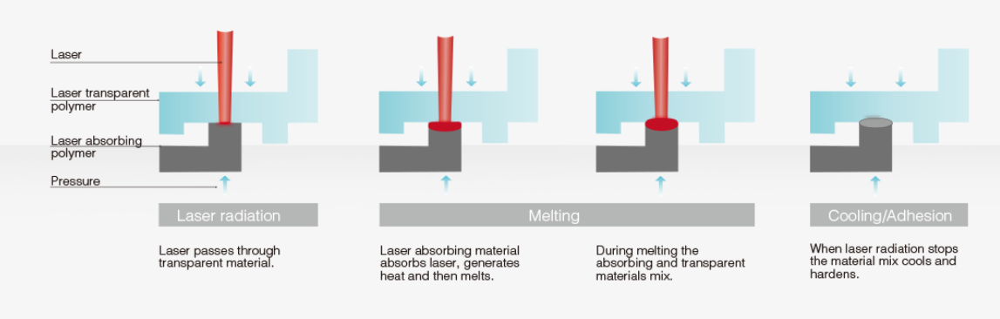 Laser
Laser transparent
polymer
Laser absorbing
polymer
Pressure
Laser radiation
Melting
Cooling/Adhesion
Laser passes through
transparent material.
Laser absorbing material
absorbs laser, generates
heat and then melts.
During melting the
absorbing and transparent
materials mix.
When laser radiation stops
the material mix cools and
hardens.